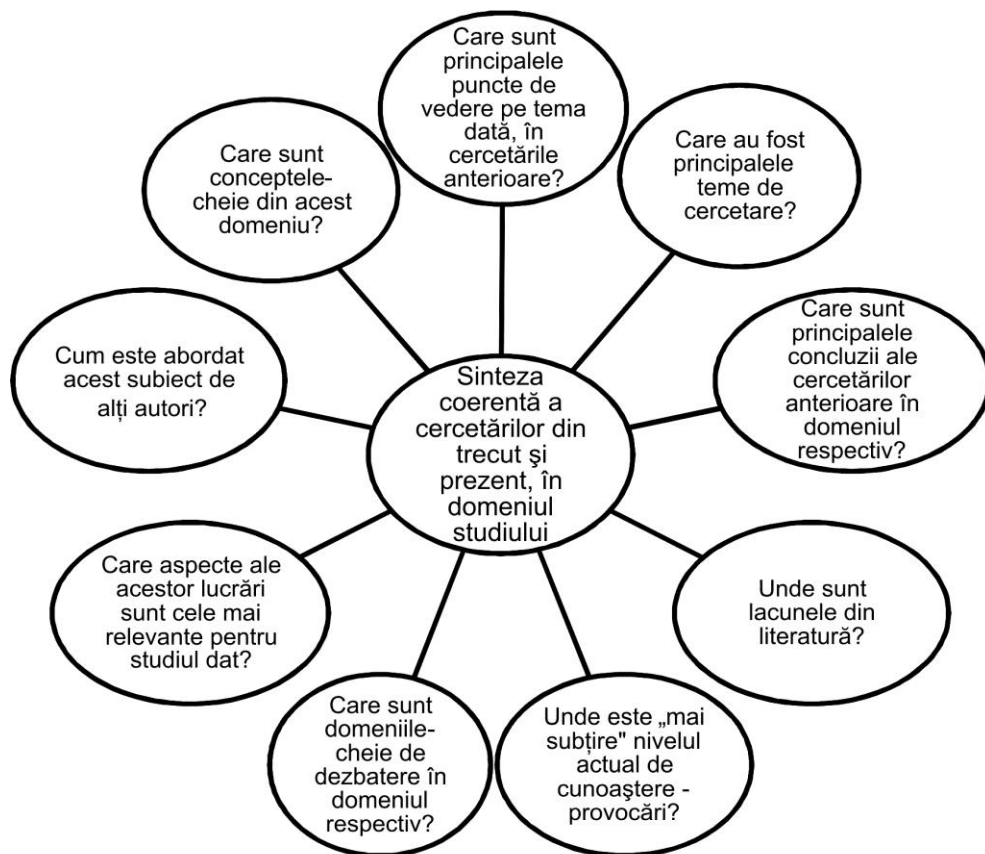 Care sunt
principalele
puncte de
vedere pe tema
dată, în
cercetările
anterioare?
Care au fost
principalele
teme de
cercetare?
Care sunt
principalele
concluzii ale
cercetărilor
anterioare în
domeniul
respectiv?
Unde sunt
lacunele din
literatură?
Unde este „mai
subțire" nivelul
actual de
cunoaştere -
provocări?
Care sunt
domeniile-
cheie de
dezbatere în
domeniul
respectiv?
Care aspecte ale
acestor lucrări
sunt cele mai
relevante pentru
studiul dat?
Cum este abordat
acest subiect de
alți autori?
Care sunt
conceptele-
cheie din acest
domeniu?
Sinteza
coerentă a
cercetărilor din
trecut şi
prezent, în
domeniul
studiului